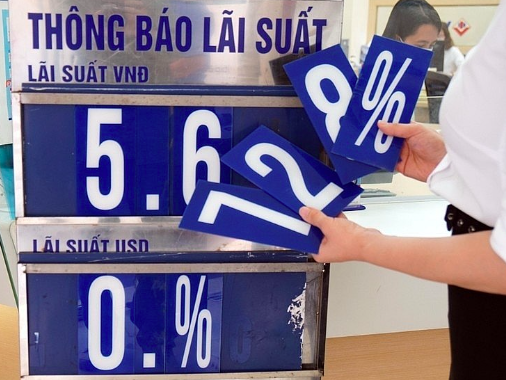 THÔNG BÁO LÃI SUẤT
LÃI SUẤT VNĐ
5.6
8 %
2
1
LÃI SUẤT USD
0.%